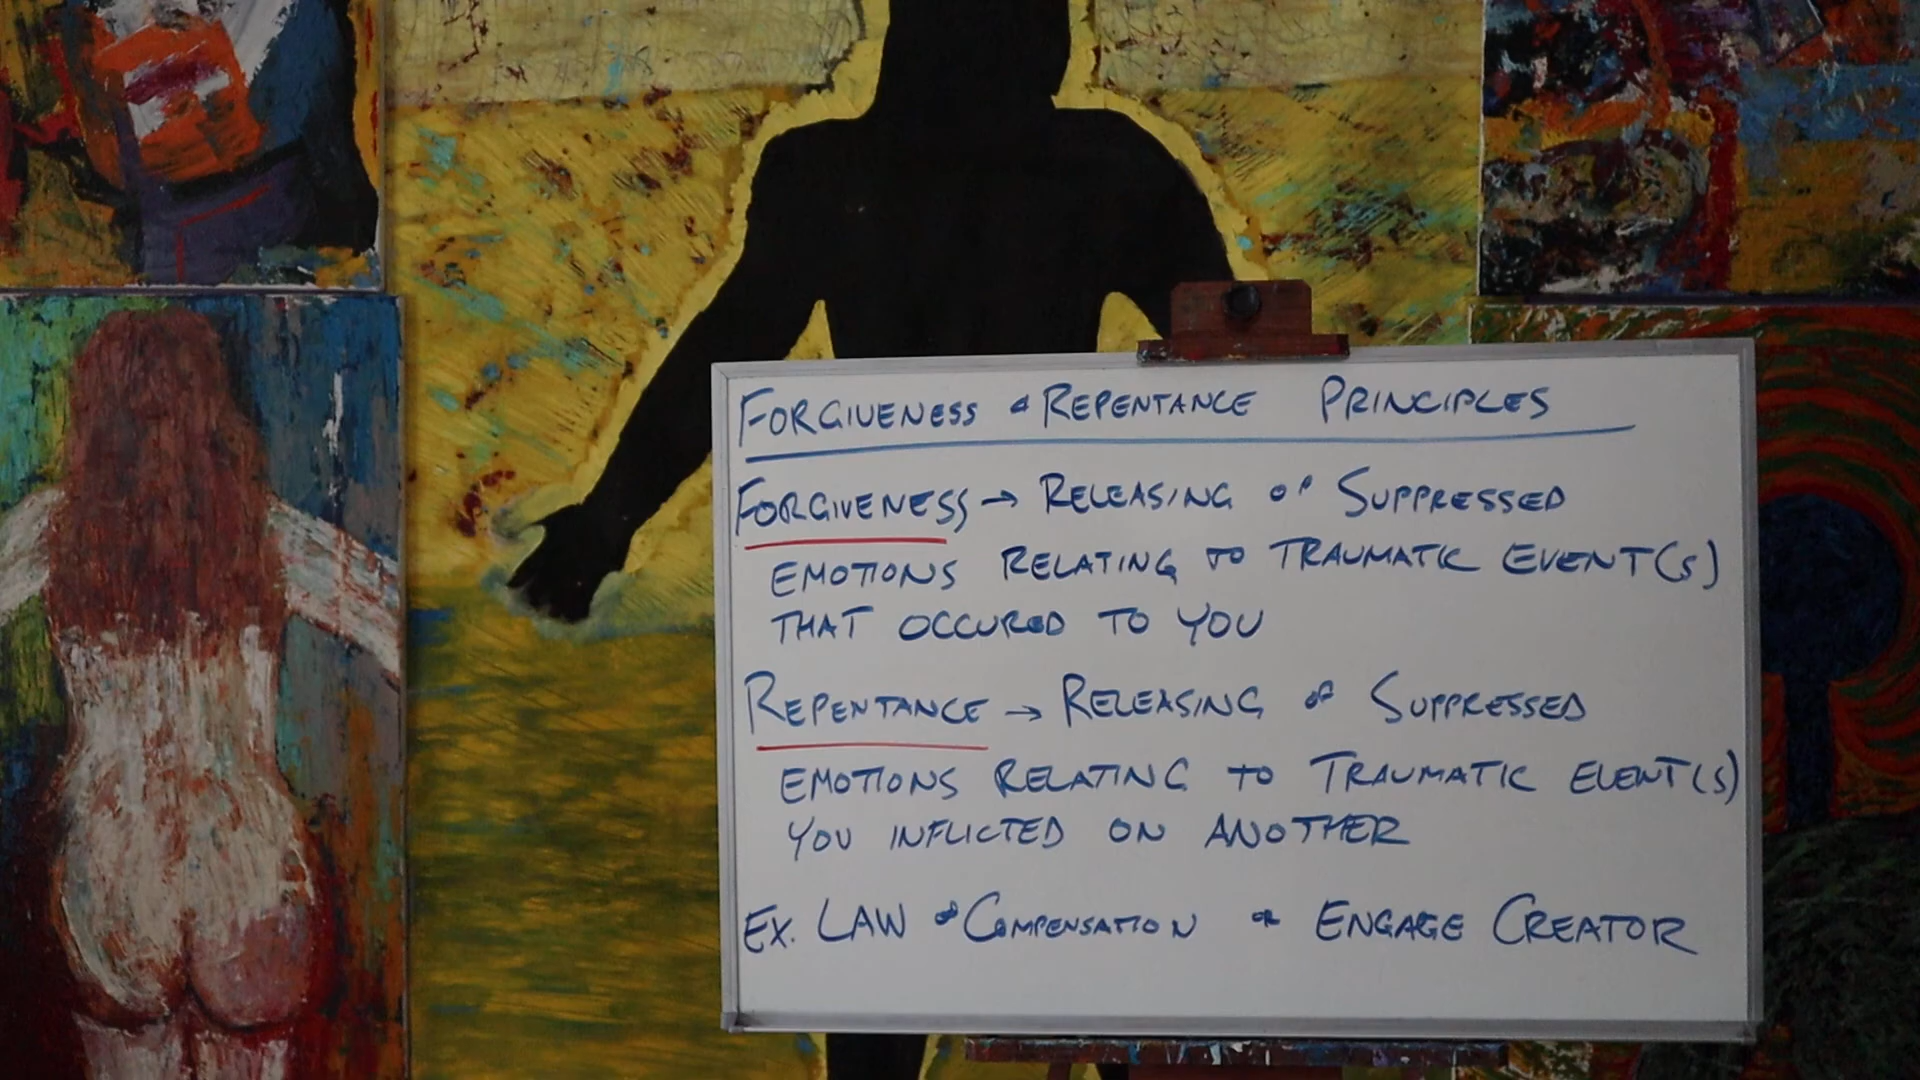 FORGIVENESS & REPENTANCE PRINCIPLES
FORGIVENESS → RELEASING OF SUPPRESSED
EMOTIONS RELATING TO TRAUMATIC EVENT(S)
THAT OCCURED TO YOU
REPENTANCE → RELEASING OF SUPPRESSED
EMOTIONS RELATING TO TRAUMATIC EVENT(S)
YOU INFLICTED ON ANOTHER
EX. LAW OF COMPENSATION OR ENGAGE CREATOR